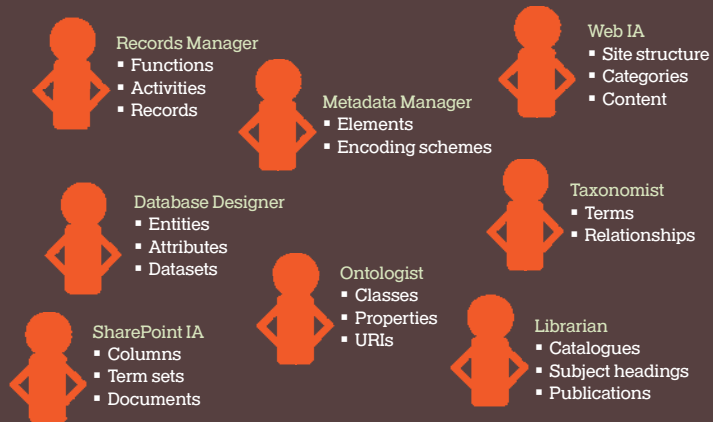 Records Manager
▪ Functions
▪ Activities
▪ Records
Metadata Manager
▪ Elements
▪ Encoding schemes
Web IA
▪ Site structure
▪ Categories
▪ Content
Database Designer
▪ Entities
▪ Attributes
▪ Datasets
Taxonomist
▪ Terms
▪ Relationships
Ontologist
▪ Classes
▪ Properties
▪ URIs
SharePoint IA
▪ Columns
▪ Term sets
▪ Documents
Librarian
▪ Catalogues
▪ Subject headings
▪ Publications